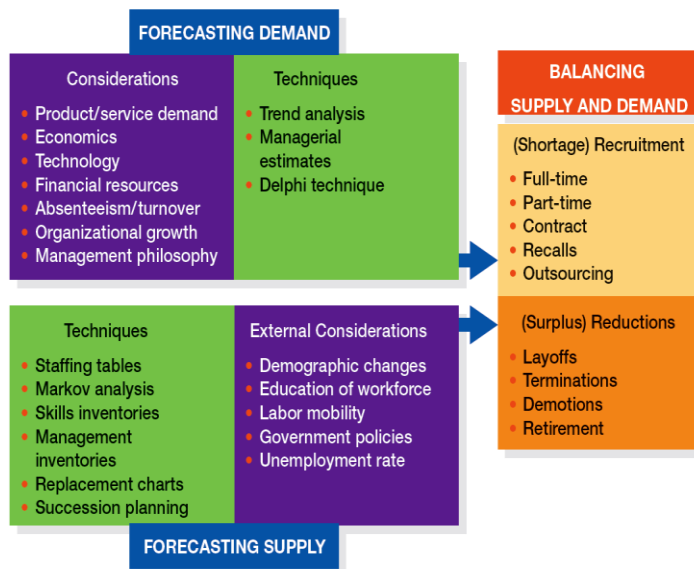 FORECASTING DEMAND
Considerations
• Product/service demand
• Economics
• Technology
• Financial resources
• Absenteeism/turnover
• Organizational growth
• Management philosophy
Techniques
• Trend analysis
• Managerial
estimates
• Delphi technique
BALANCING
SUPPLY AND DEMAND
(Shortage) Recruitment
• Full-time
• Part-time
• Contract
• Recalls
• Outsourcing
(Surplus) Reductions
• Layoffs
• Terminations
• Demotions
• Retirement
Techniques
• Staffing tables
• Markov analysis
• Skills inventories
• Management
inventories
• Replacement charts
• Succession planning
External Considerations
• Demographic changes
• Education of workforce
• Labor mobility
• Government policies
• Unemployment rate
FORECASTING SUPPLY